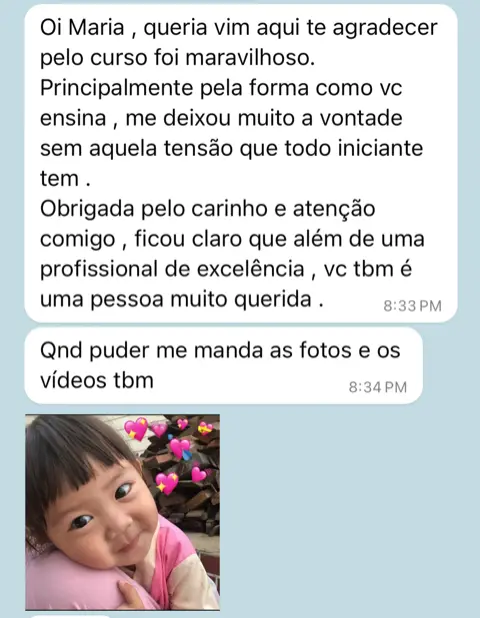 Oi Maria , queria vim aqui te agradecer
pelo curso foi maravilhoso.
Principalmente pela forma como vc
ensina , me deixou muito a vontade
sem aquela tensão que todo iniciante
tem .
Obrigada pelo carinho e atenção
comigo , ficou claro que além de uma
profissional de excelência , vc tbm é
uma pessoa muito querida .
8:33 PM
Qnd puder me manda as fotos e os
vídeos tbm
8:34 PM